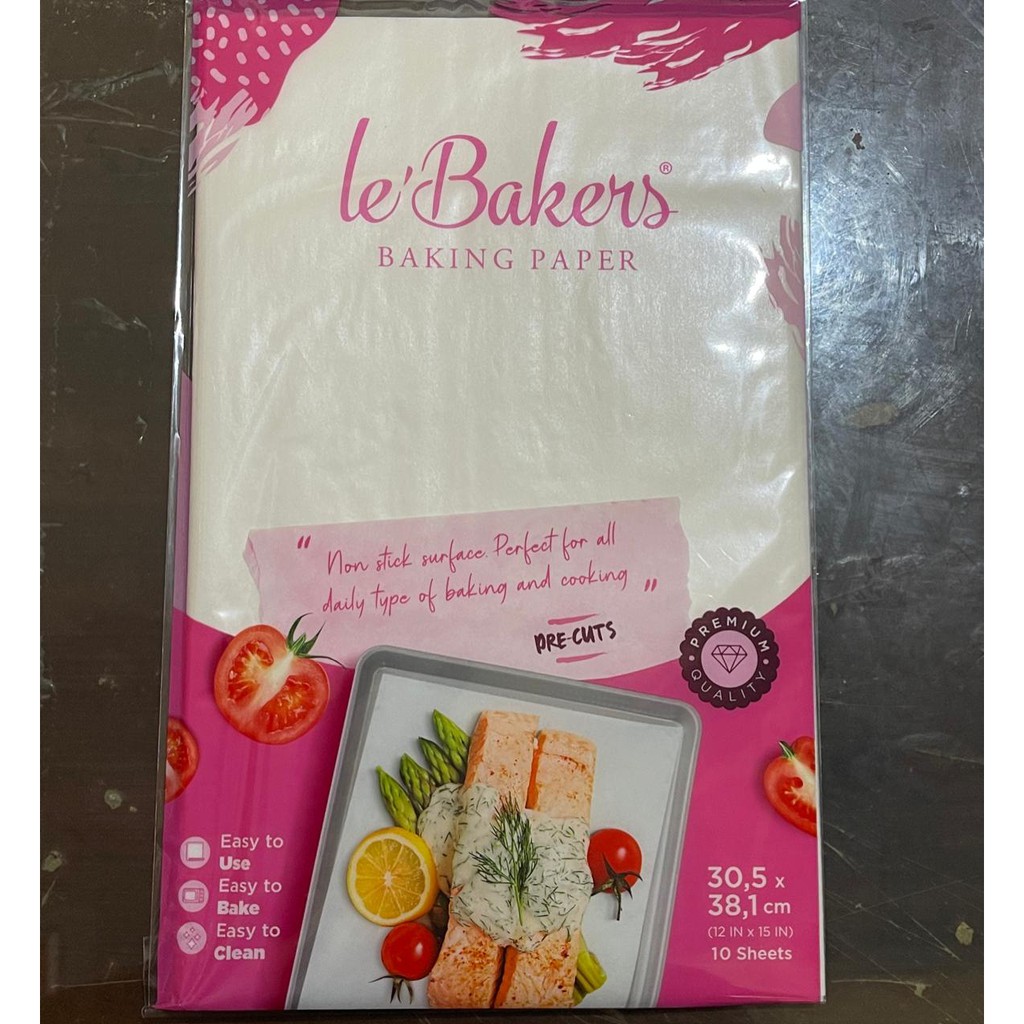 le'Bakers®
BAKING PAPER
" Non stick surface. Perfect for all
daily type of baking and cooking "
PRE-CUTS
PREMIUM
QUALITY
Easy to
Use
Easy to
Bake
Easy to
Clean
30,5 x
38,1 cm
(12 IN x 15 IN)
10 Sheets